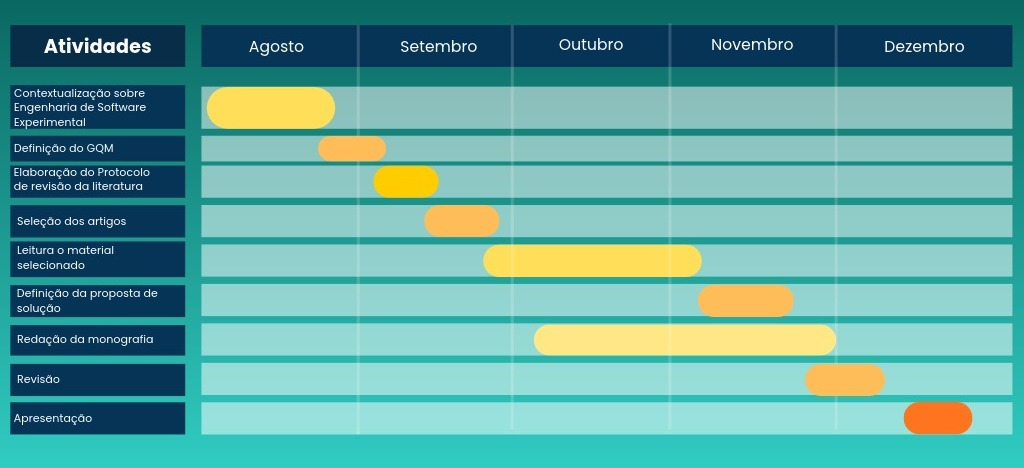 Atividades
Agosto
Setembro
Outubro
Novembro
Dezembro
Contextualização sobre
Engenharia de Software
Experimental
Definição do GQM
Elaboração do Protocolo
de revisão da literatura
Seleção dos artigos
Leitura o material
selecionado
Definição da proposta de
solução
Redação da monografia
Revisão
Apresentação